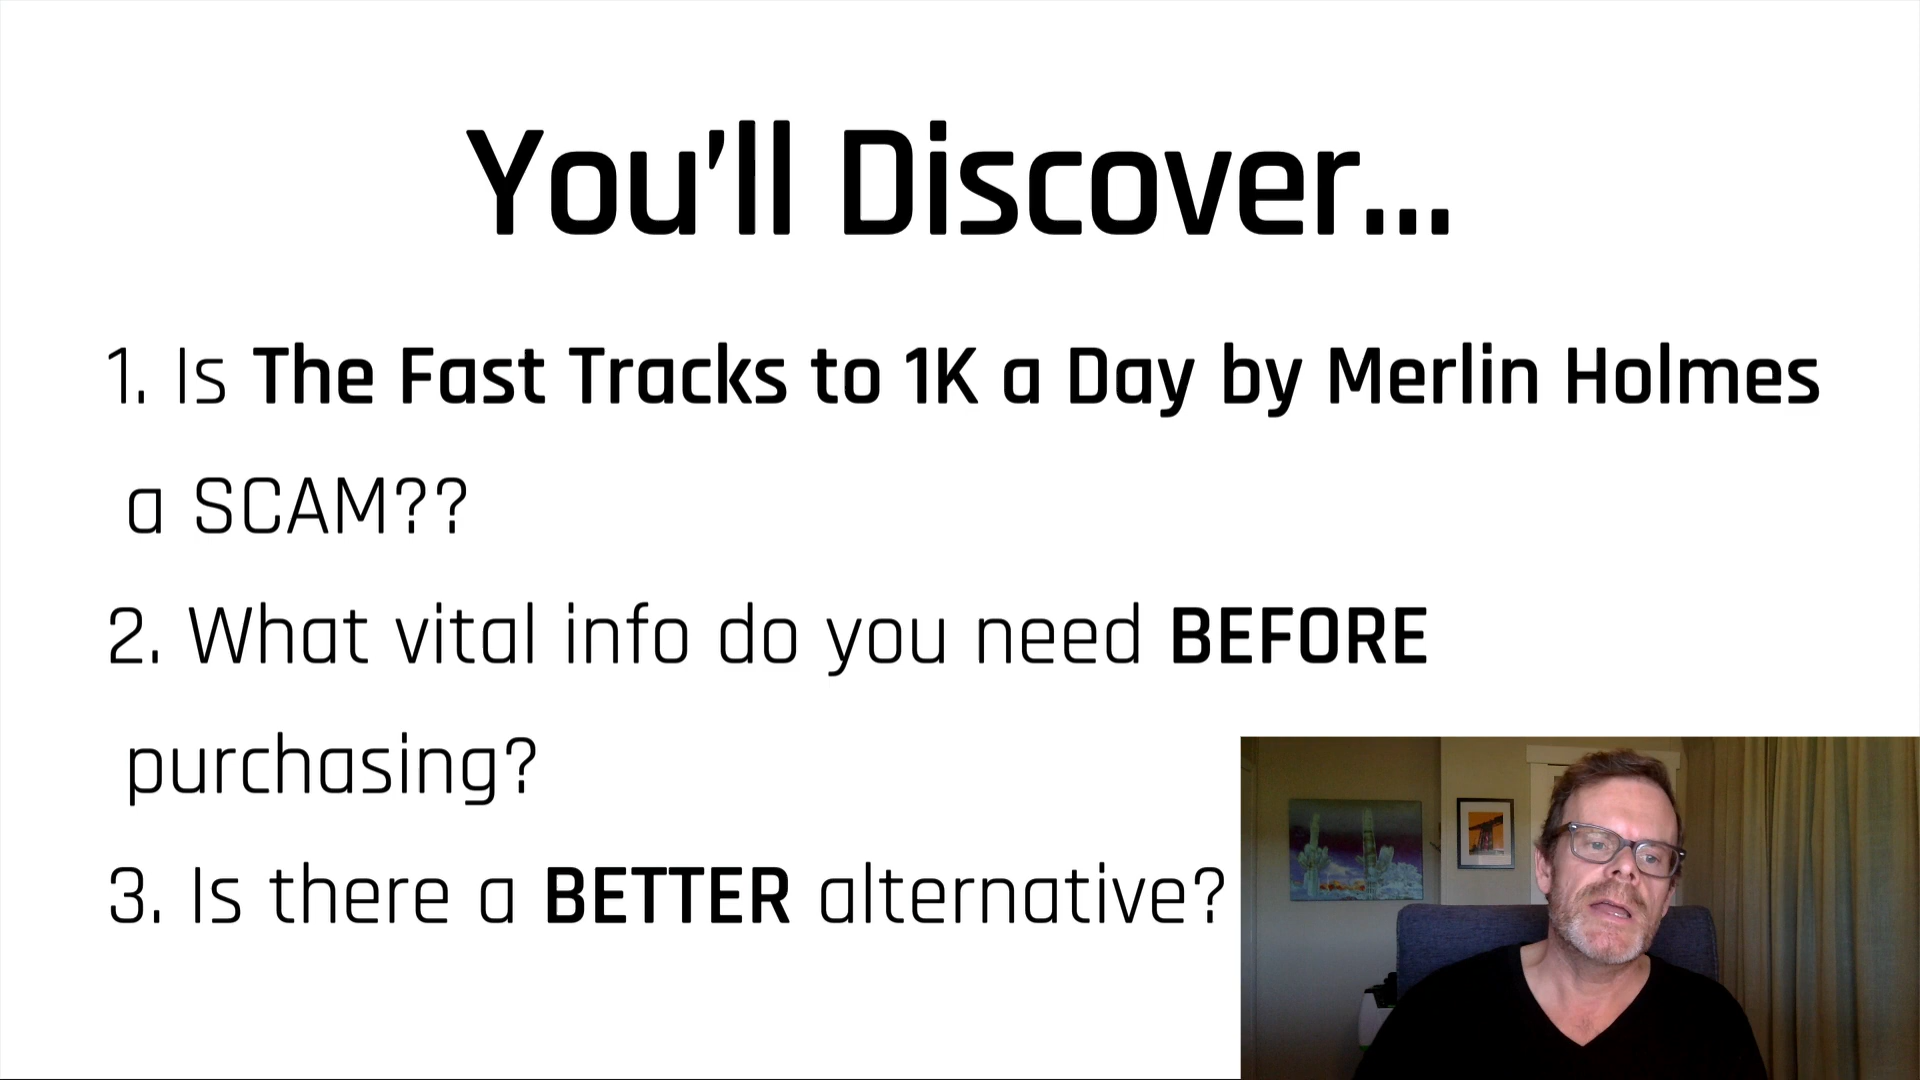 You'll Discover...
1. Is The Fast Tracks to 1K a Day by Merlin Holmes
a SCAM??
2. What vital info do you need BEFORE
purchasing?
3. Is there a BETTER alternative?